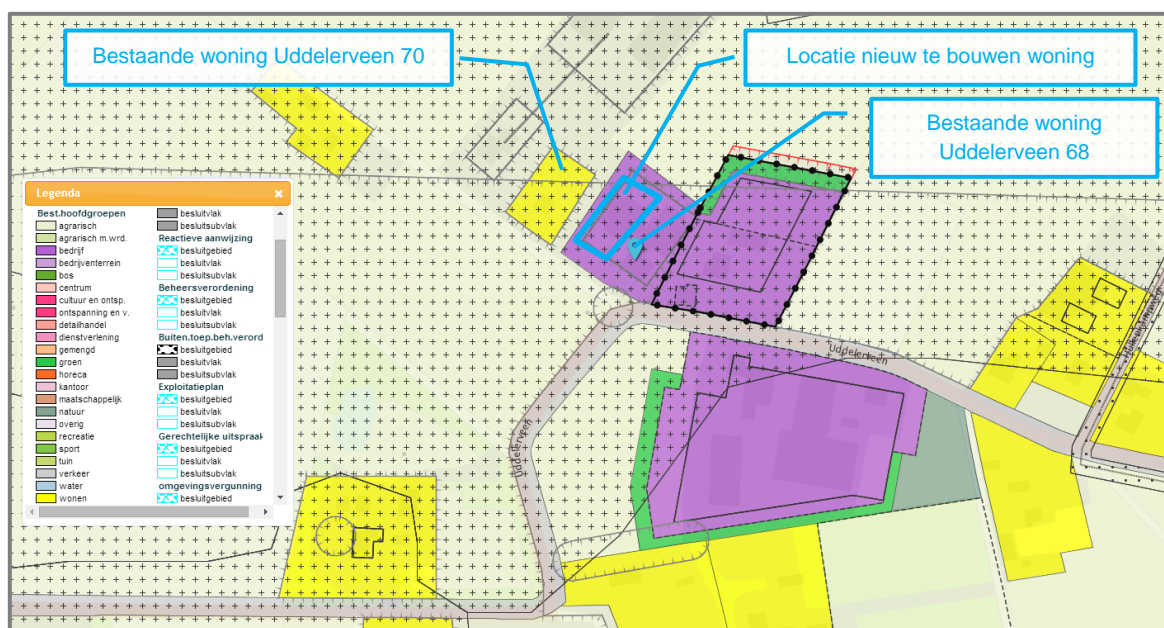 Bestaande woning Uddelerveen 70
Locatie nieuw te bouwen woning
Bestaande woning
Uddelerveen 68
Legenda
Best.hoofdgroepen
agrarisch
agrarisch m.wrd.
bedrijf
bedrijventerrein
bos
centrum
cultuur en ontsp.
ontspanning en v.
detailhandel
dienstverlening
gemengd
groen
horeca
kantoor
maatschappelijk
natuur
overig
recreatie
sport
tuin
verkeer
water
wonen
besluitvlak
besluitsubvlak
Reactieve aanwijzing
besluitgebied
besluitvlak
besluitsubvlak
Beheersverordening
besluitgebied
besluitvlak
besluitsubvlak
Buiten.toep.beh.verord
besluitgebied
besluitvlak
besluitsubvlak
Exploitatieplan
besluitgebied
besluitvlak
besluitsubvlak
Gerechtelijke uitspraak
besluitgebied
besluitvlak
besluitsubvlak
omgevingsvergunning
besluitgebied
Uddelerveen
Uddelerveen